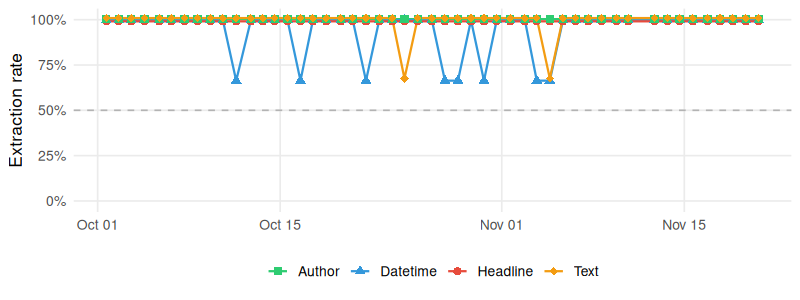 Extraction rate
100%
75%
50%
25%
0%
Oct 01 Oct 15 Nov 01 Nov 15
Author Datetime Headline Text